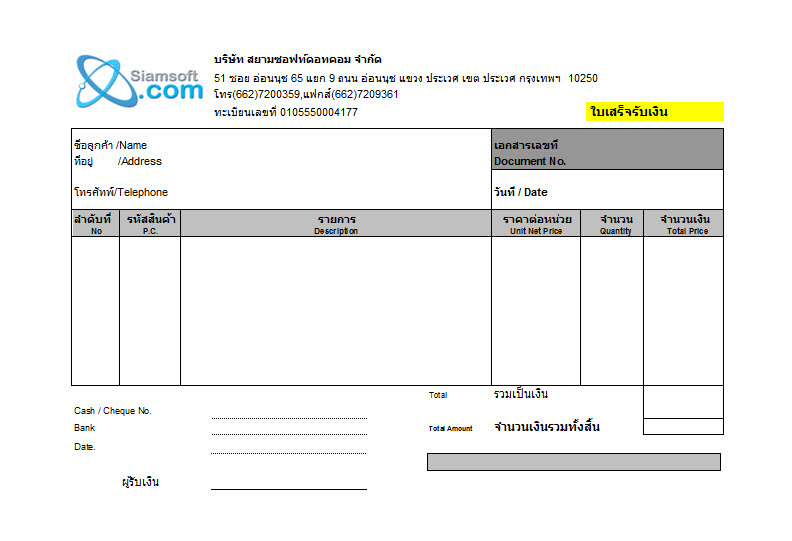 Siamsoft
.com
บริษัท สยามซอฟท์ดอทคอม จำกัด
51 ซอย อ่อนนุช 65 แยก 9 ถนน อ่อนนุช แขวง ประเวศ เขต ประเวศ กรุงเทพฯ 10250
โทร(662)7200359,แฟกส์(662)7209361
ทะเบียนเลขที่ 0105550004177
ใบเสร็จรับเงิน
ชื่อลูกค้า /Name
ที่อยู่ /Address
โทรศัพท์/Telephone
เอกสารเลขที่
Document No.
วันที่ / Date
ลำดับที่ รหัสสินค้า รายการ ราคาต่อหน่วย จำนวน จำนวนเงิน
No P.C. Description Unit Net Price Quantity Total Price
Total รวมเป็นเงิน
Cash / Cheque No.
Bank
Total Amount จำนวนเงินรวมทั้งสิ้น
Date.
ผู้รับเงิน